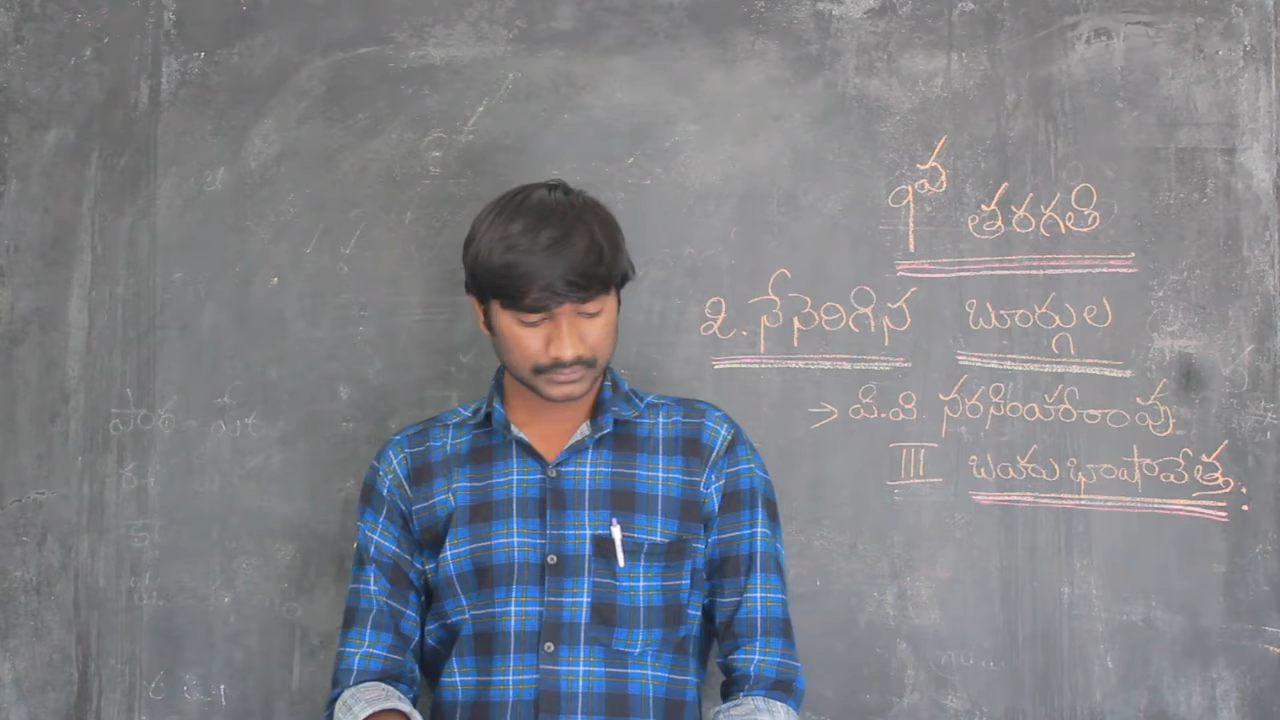 9వ తరగతి
2. నేనెరిగిన బూర్గుల
→ పి.వి. నరసింహారావు
III బహుభాషావేత్త.